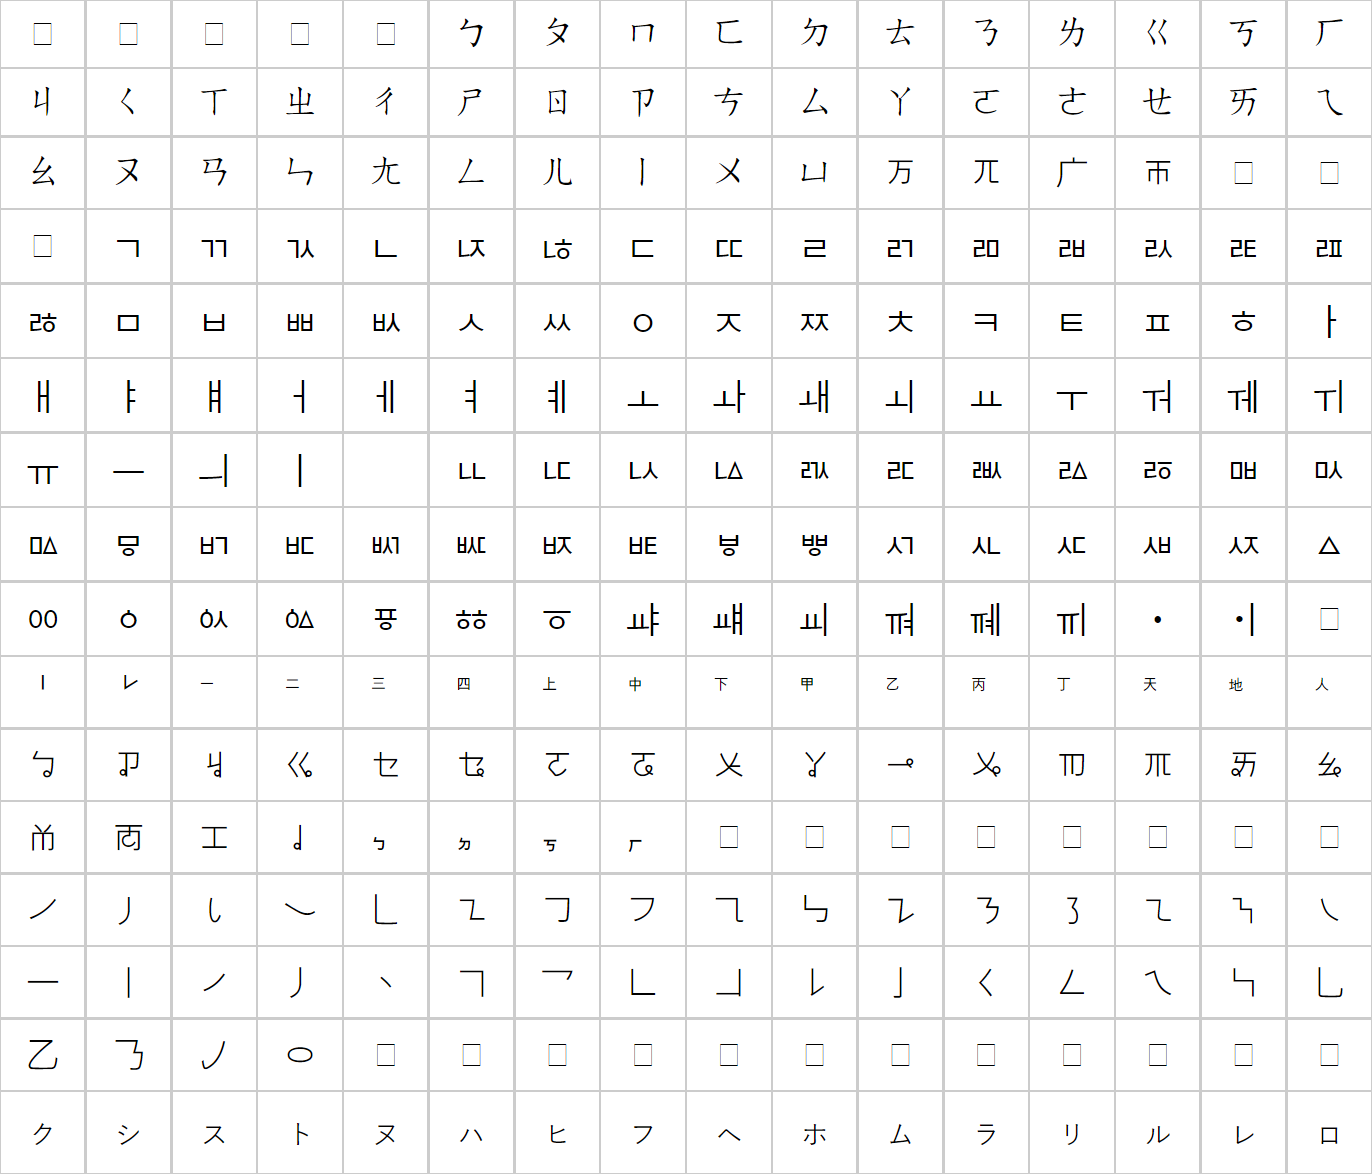 ㄅ ㄆ ㄇ ㄈ ㄉ ㄊ ㄋ ㄌ ㄍ ㄎ ㄏ
ㄐ ㄑ ㄒ ㄓ ㄔ ㄕ ㄖ ㄗ ㄘ ㄙ ㄚ ㄛ ㄜ ㄝ ㄞ ㄟ
ㄠ ㄡ ㄢ ㄣ ㄤ ㄥ ㄦ ㄧ ㄨ ㄩ ㄪ ㄫ ㄬ ㄭ
ㄱ ㄲ ㄳ ㄴ ㄵ ㄶ ㄷ ㄸ ㄹ ㄺ ㄻ ㄼ ㄽ ㄾ ㄿ
ㅀ ㅁ ㅂ ㅃ ㅄ ㅅ ㅆ ㅇ ㅈ ㅉ ㅊ ㅋ ㅌ ㅍ ㅎ ㅏ
ㅐ ㅑ ㅒ ㅓ ㅔ ㅕ ㅖ ㅗ ㅘ ㅙ ㅚ ㅛ ㅜ ㅝ ㅞ ㅟ
ㅠ ㅡ ㅢ ㅣ ㅥ ㅦ ㅧ ㅨ ㅩ ㅪ ㅫ ㅬ ㅭ ㅮ ㅯ
ㅰ ㅱ ㅲ ㅳ ㅴ ㅵ ㅶ ㅷ ㅸ ㅹ ㅺ ㅻ ㅼ ㅽ ㅾ ㅿ
ㆀ ㆁ ㆂ ㆃ ㆄ ㆅ ㆆ ㆇ ㆈ ㆉ ㆊ ㆋ ㆌ ㆍ ㆎ
㆐ ㆑ ㆒ ㆓ ㆔ ㆕ ㆖ ㆗ ㆘ ㆙ ㆚ ㆛ ㆜ ㆝ ㆞ ㆟
ㆠ ㆡ ㆢ ㆣ ㆤ ㆥ ㆦ ㆧ ㆨ ㆩ ㆪ ㆫ ㆬ ㆭ ㆮ ㆯ
ㆰ ㆱ ㆲ ㆳ ㆴ ㆵ ㆶ ㆷ
㇀ ㇁ ㇂ ㇃ ㇄ ㇅ ㇆ ㇇ ㇈ ㇉ ㇊ ㇋ ㇌ ㇍ ㇎ ㇏
㇐ ㇑ ㇒ ㇓ ㇔ ㇕ ㇖ ㇗ ㇘ ㇙ ㇚ ㇛ ㇜ ㇝ ㇞ ㇟
㇠ ㇡ ㇢ ㇣
ㇰ ㇱ ㇲ ㇳ ㇴ ㇵ ㇶ ㇷ ㇸ ㇹ ㇺ ㇻ ㇼ ㇽ ㇾ ㇿ